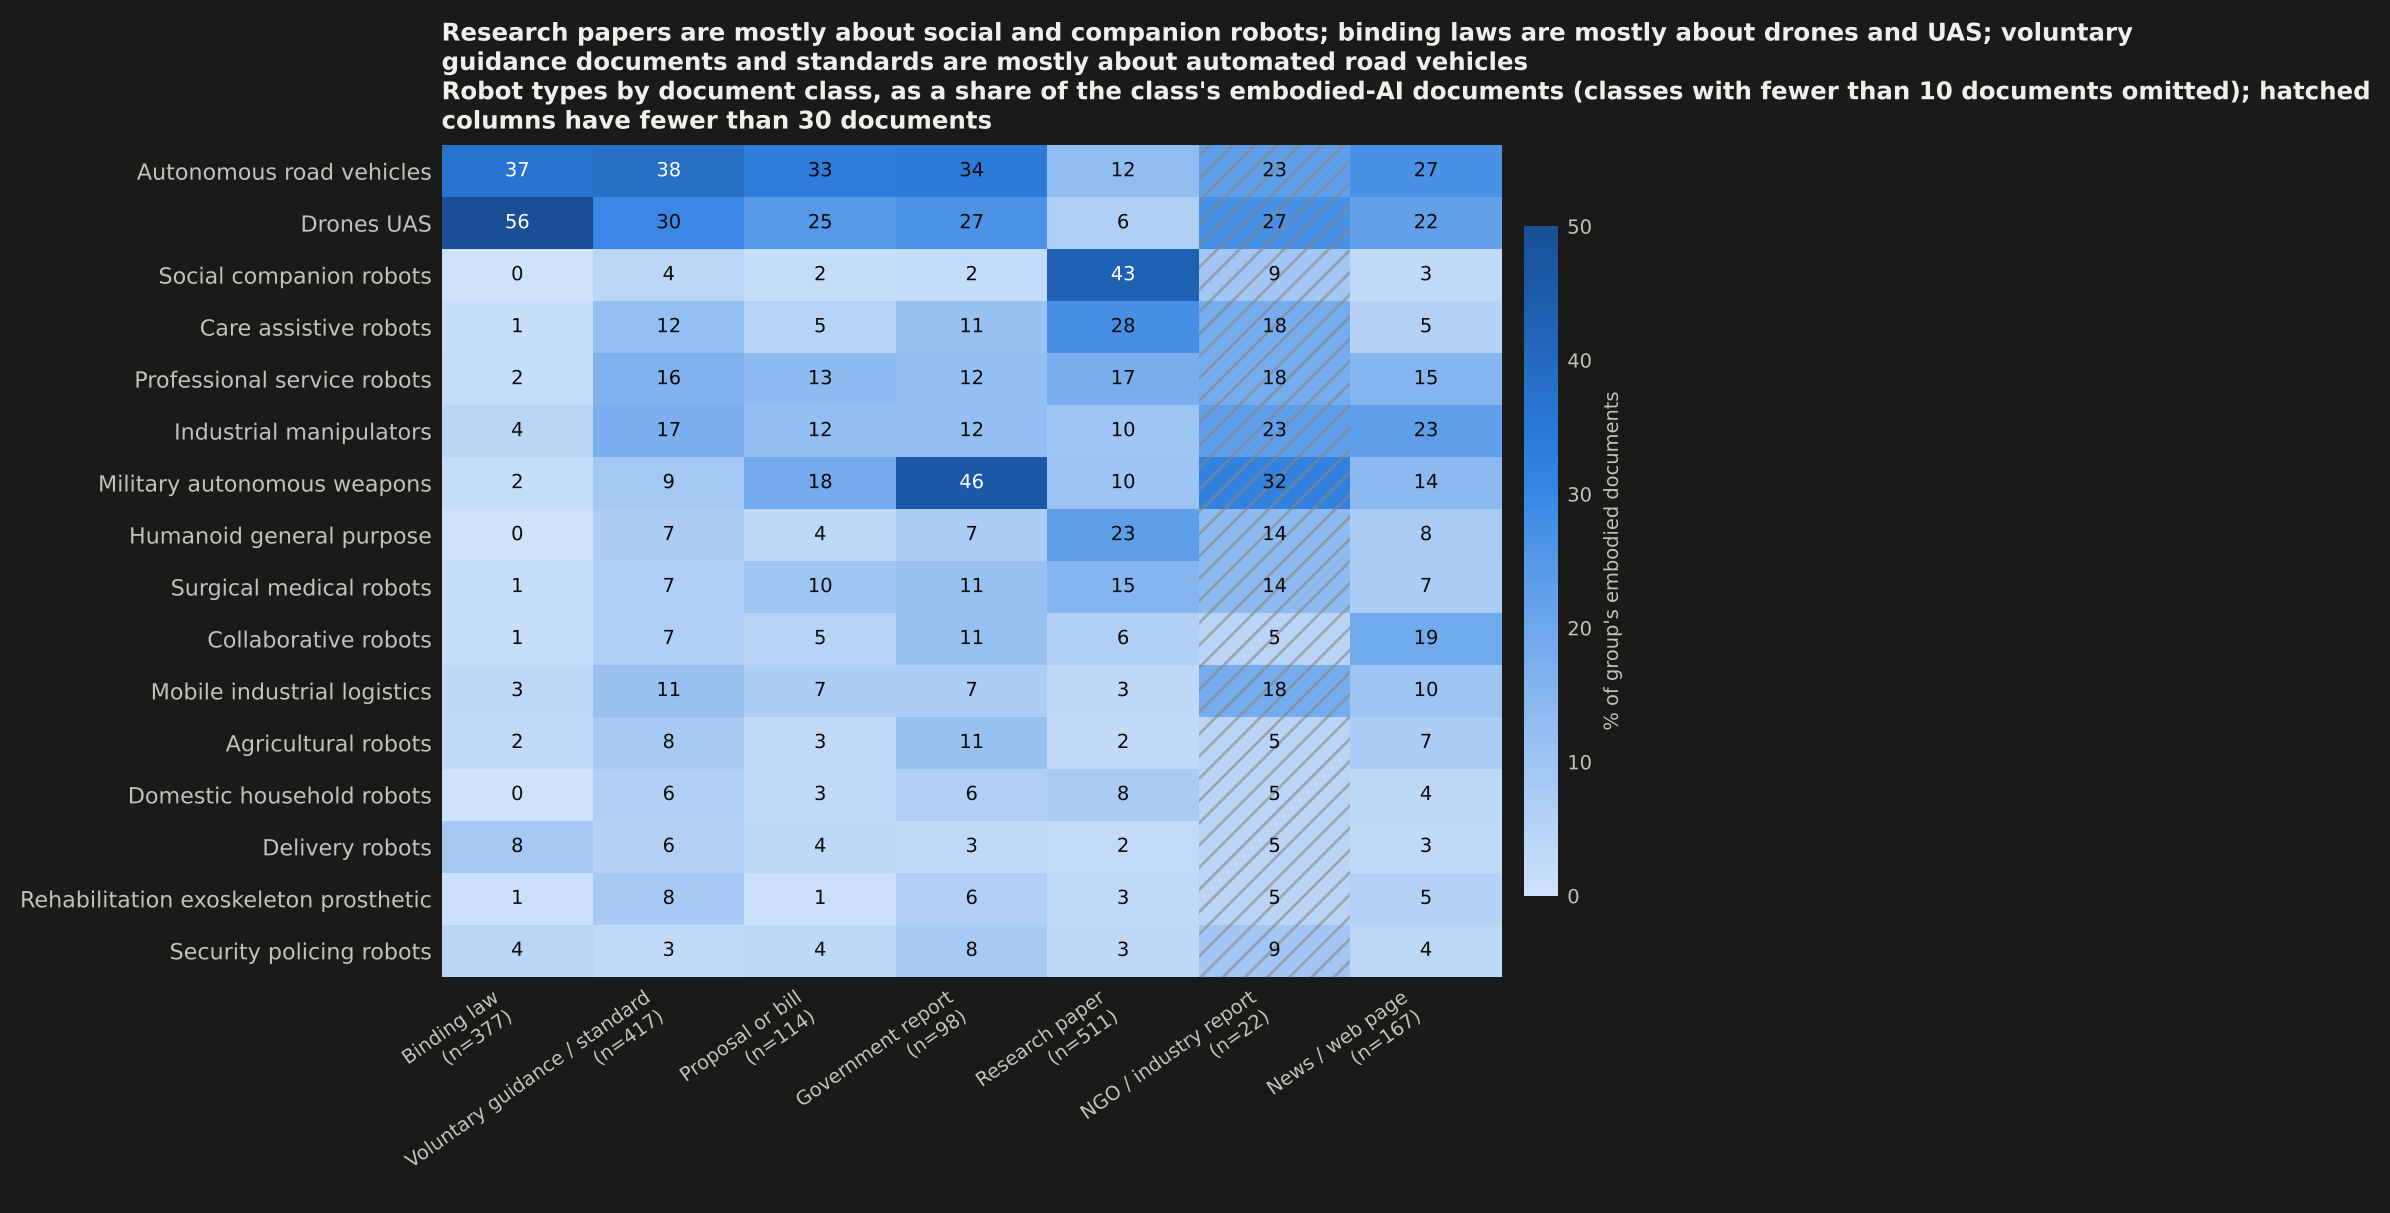 Research papers are mostly about social and companion robots; binding laws are mostly about drones and UAS; voluntary
guidance documents and standards are mostly about automated road vehicles
Robot types by document class, as a share of the class's embodied-AI documents (classes with fewer than 10 documents omitted); hatched
columns have fewer than 30 documents
Autonomous road vehicles 37 38 33 34 12 23 27
Drones UAS 56 30 25 27 6 27 22
Social companion robots 0 4 2 2 43 9 3
Care assistive robots 1 12 5 11 28 18 5
Professional service robots 2 16 13 12 17 18 15
Industrial manipulators 4 17 12 12 10 23 23
Military autonomous weapons 2 9 18 46 10 32 14
Humanoid general purpose 0 7 4 7 23 14 8
Surgical medical robots 1 7 10 11 15 14 7
Collaborative robots 1 7 5 11 6 5 19
Mobile industrial logistics 3 11 7 7 3 18 10
Agricultural robots 2 8 3 11 2 5 7
Domestic household robots 0 6 3 6 8 5 4
Delivery robots 8 6 4 3 2 5 3
Rehabilitation exoskeleton prosthetic 1 8 1 6 3 5 5
Security policing robots 4 3 4 8 3 9 4
Binding law
(n=377)
Voluntary guidance / standard
(n=417)
Proposal or bill
(n=114)
Government report
(n=98)
Research paper
(n=511)
NGO / industry report
(n=22)
News / web page
(n=167)
50
40
30
20
10
0
% of group's embodied documents